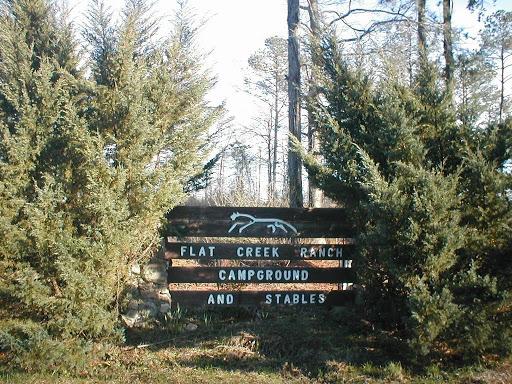 FLAT CREEK RANCH
CAMPGROUND
AND STABLES